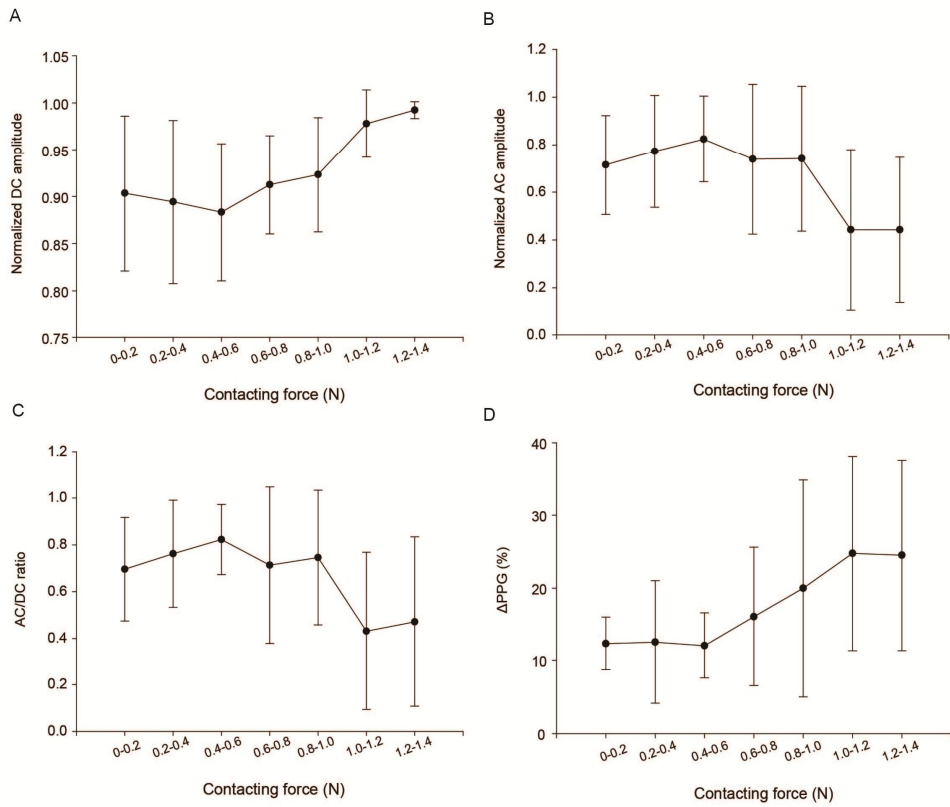 A
Normalized DC amplitude
1.05
1.00
0.95
0.90
0.85
0.80
0.75
0-0.2 0.2-0.4 0.4-0.6 0.6-0.8 0.8-1.0 1.0-1.2 1.2-1.4
Contacting force (N)
B
Normalized AC amplitude
1.2
1.0
0.8
0.6
0.4
0.2
0.0
0-0.2 0.2-0.4 0.4-0.6 0.6-0.8 0.8-1.0 1.0-1.2 1.2-1.4
Contacting force (N)
C
AC/DC ratio
1.2
1.0
0.8
0.6
0.4
0.2
0.0
0-0.2 0.2-0.4 0.4-0.6 0.6-0.8 0.8-1.0 1.0-1.2 1.2-1.4
Contacting force (N)
D
ΔPPG (%)
40
30
20
10
0
0-0.2 0.2-0.4 0.4-0.6 0.6-0.8 0.8-1.0 1.0-1.2 1.2-1.4
Contacting force (N)